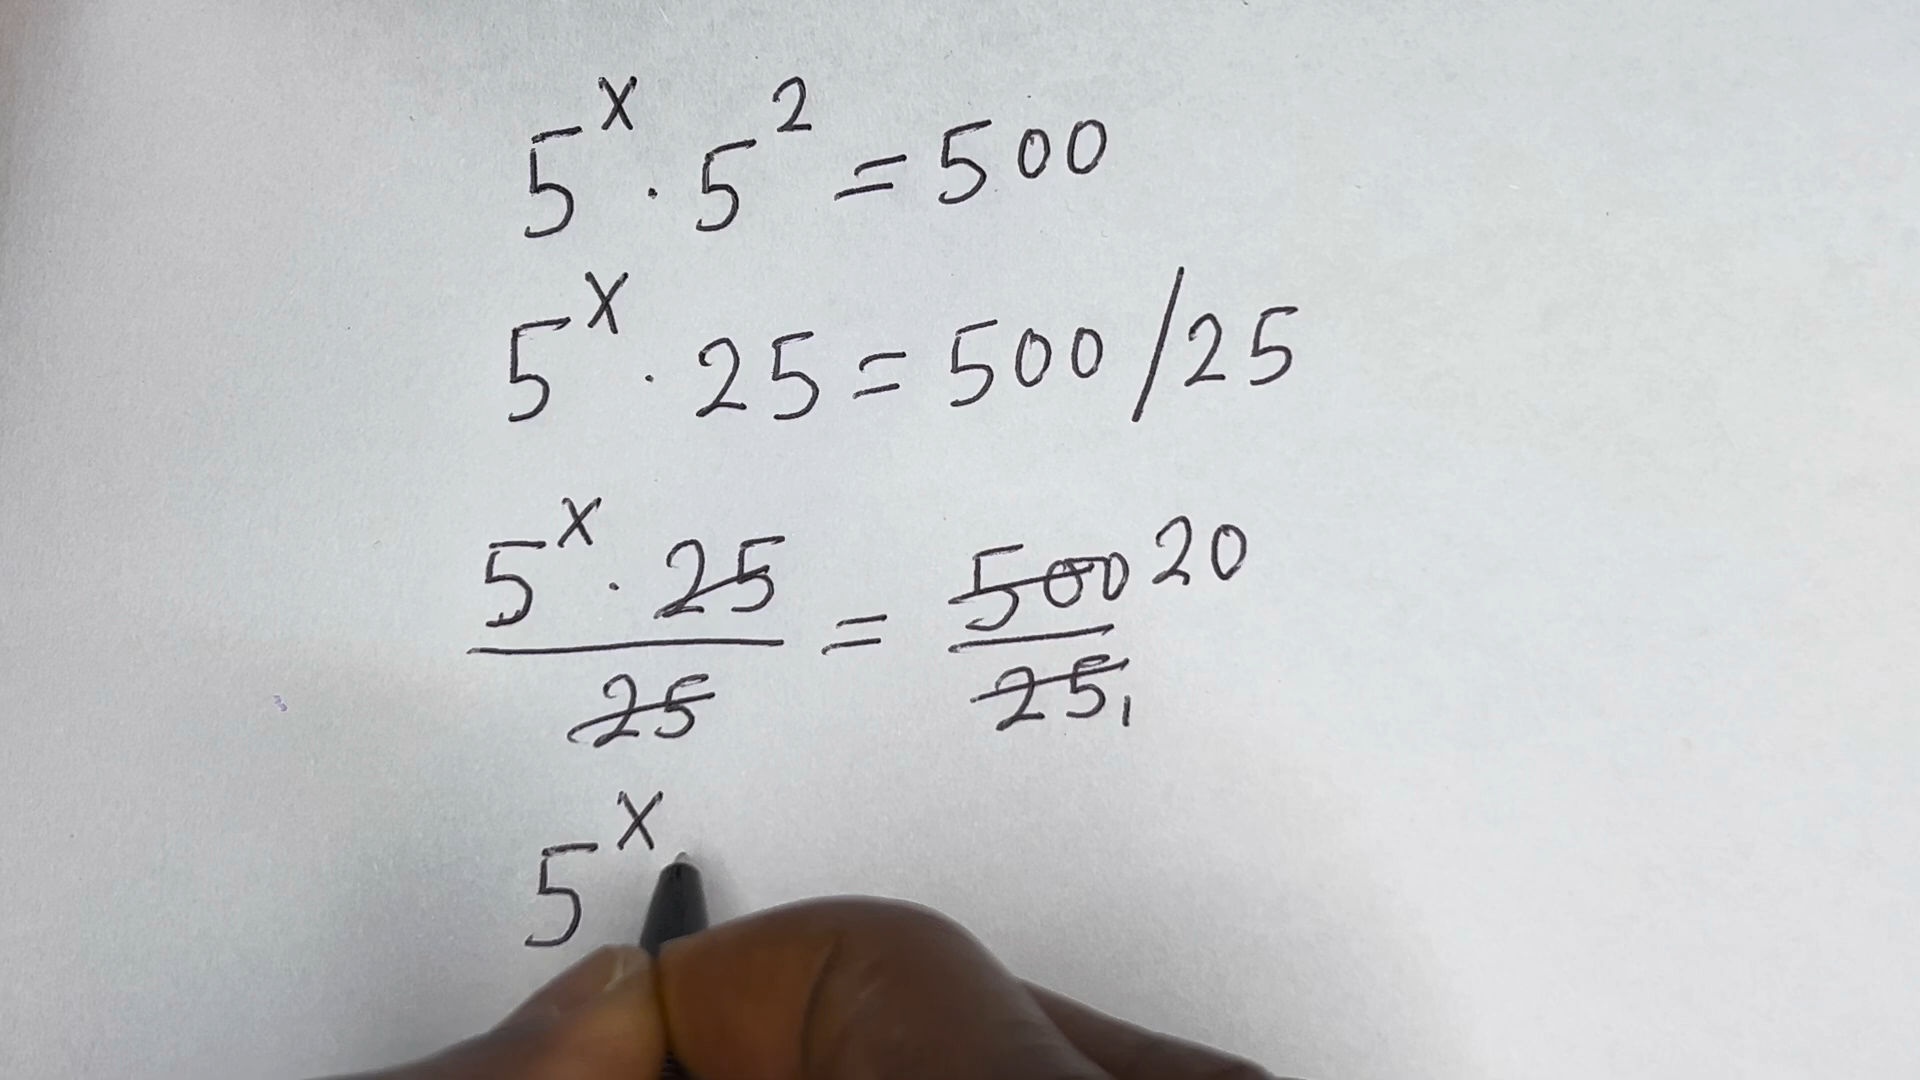 5^x · 5^2 = 500
5^x · 25 = 500 / 25
5^x · 25 / 25 = 500 20 / 25 1
5^x